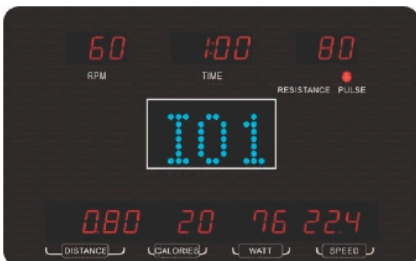 60 1:00 80
RPM TIME
RESISTANCE PULSE
I01
0.80 20 76 22.4
DISTANCE CALORIES WATT SPEED